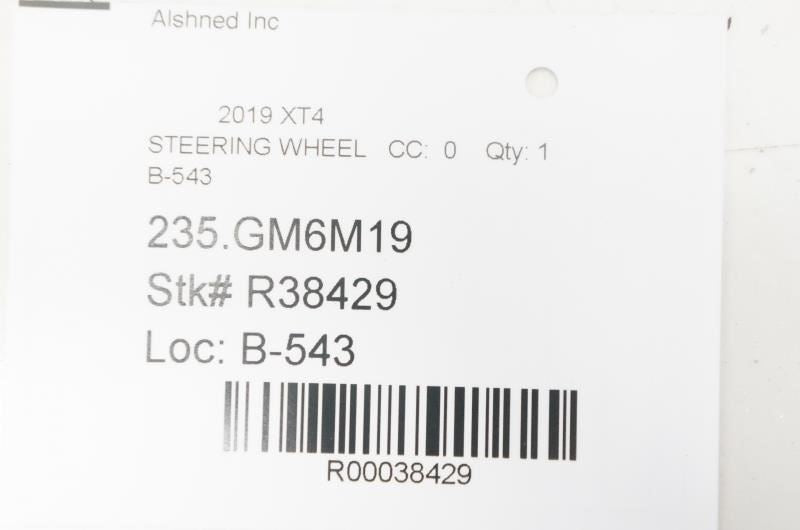 Alshned Inc
2019 XT4
STEERING WHEEL CC: 0 Qty: 1
B-543
235.GM6M19
Stk# R38429
Loc: B-543
R00038429